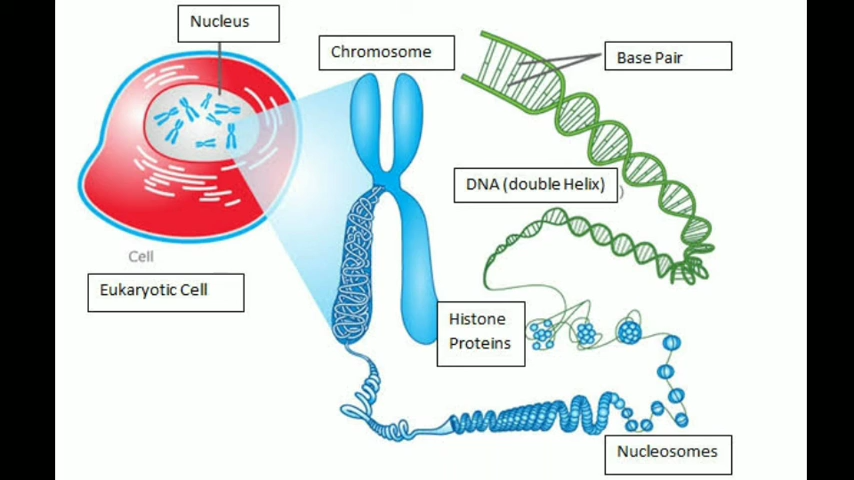 Nucleus
Chromosome
Base Pair
DNA (double Helix)
)
Cell
Eukaryotic Cell
Histone
Proteins
Nucleosomes